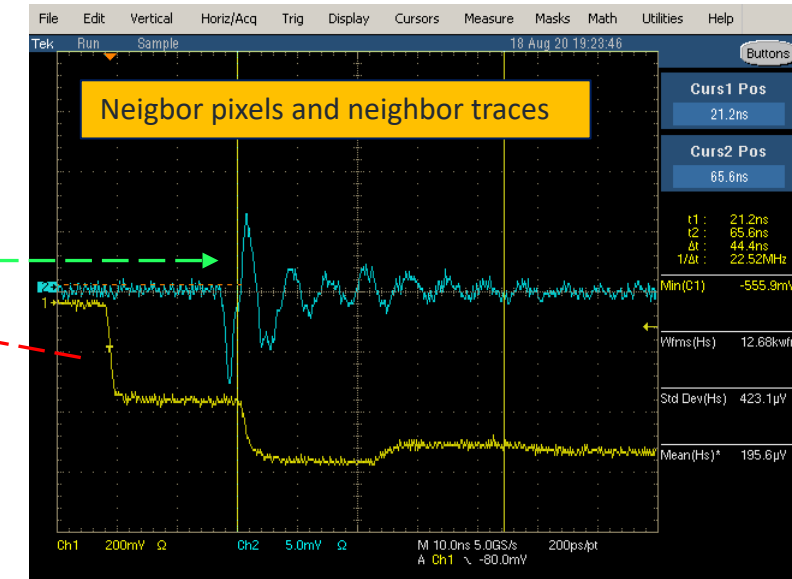 File Edit Vertical Horiz/Acq Trig Display Cursors Measure Masks Math Utilities Help
Tek Run Sample 18 Aug 20 19:23:46
Buttons
Neigbor pixels and neighbor traces
Curs1 Pos
21.2ns
Curs2 Pos
65.6ns
t1 : 21.2ns
t2 : 65.6ns
Δt : 44.4ns
1/Δt : 22.52MHz
2
1
Min(C1) -555.9mV
Wfms(Hs) 12.68kwfm
Std Dev(Hs) 423.1µV
Mean(Hs)* 195.6µV
Ch1 200mV Ω Ch2 5.0mV Ω M 10.0ns 5.0GS/s 200ps/pt
A Ch1 \ -80.0mV